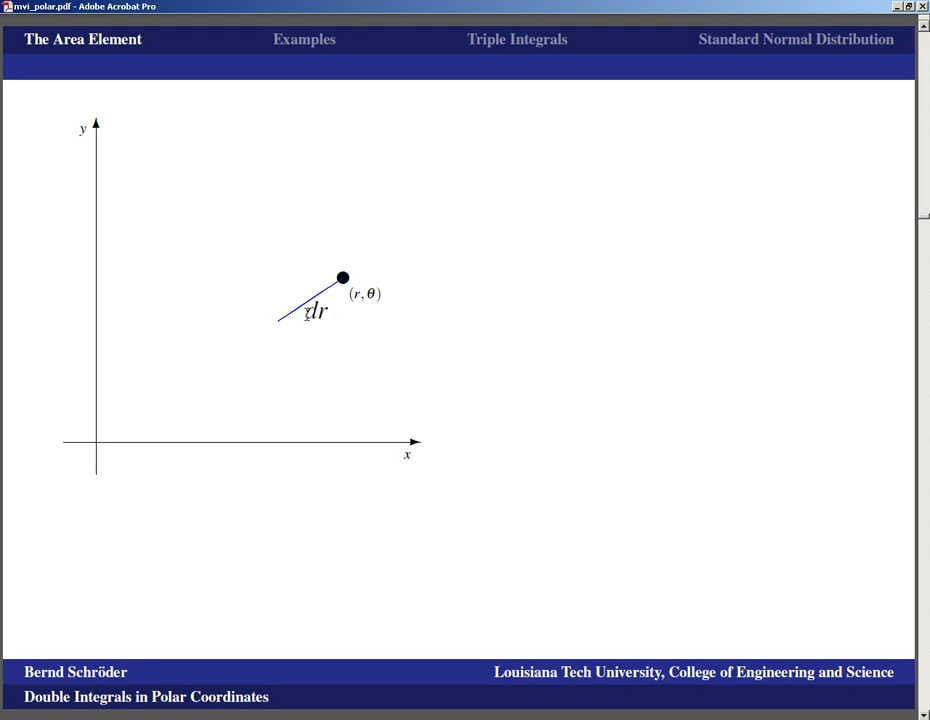 mvi_polar.pdf - Adobe Acrobat Pro
The Area Element Examples Triple Integrals Standard Normal Distribution
y
(r, θ)
dr
x
Bernd Schröder Louisiana Tech University, College of Engineering and Science
Double Integrals in Polar Coordinates